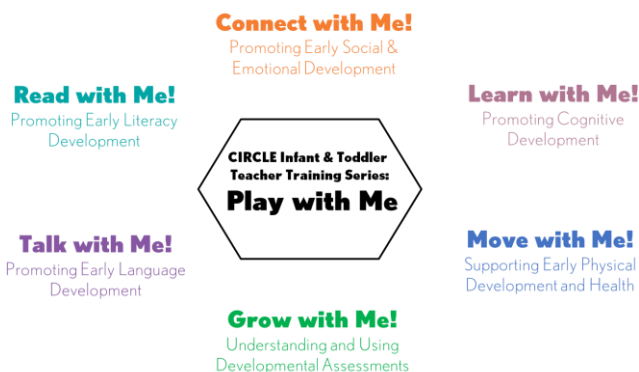 Connect with Me!
Promoting Early Social &
Emotional Development
Read with Me!
Promoting Early Literacy
Development
Learn with Me!
Promoting Cognitive
Development
CIRCLE Infant & Toddler
Teacher Training Series:
Play with Me
Talk with Me!
Promoting Early Language
Development
Move with Me!
Supporting Early Physical
Development and Health
Grow with Me!
Understanding and Using
Developmental Assessments